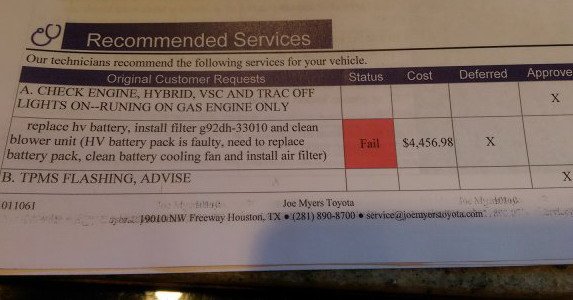 Recommended Services
Our technicians recommend the following services for your vehicle.
Original Customer Requests Status Cost Deferred Approve
A. CHECK ENGINE, HYBRID, VSC AND TRAC OFF
LIGHTS ON--RUNING ON GAS ENGINE ONLY X
replace hv battery, install filter g92dh-33010 and clean
blower unit (HV battery pack is faulty, need to replace Fail $4,456.98 X
battery pack, clean battery cooling fan and install air filter)
B. TPMS FLASHING, ADVISE X
011061 Joe Myers Toyota
19010 NW Freeway Houston, TX ● (281) 890-8700 ● service@joemyerstoyota.com